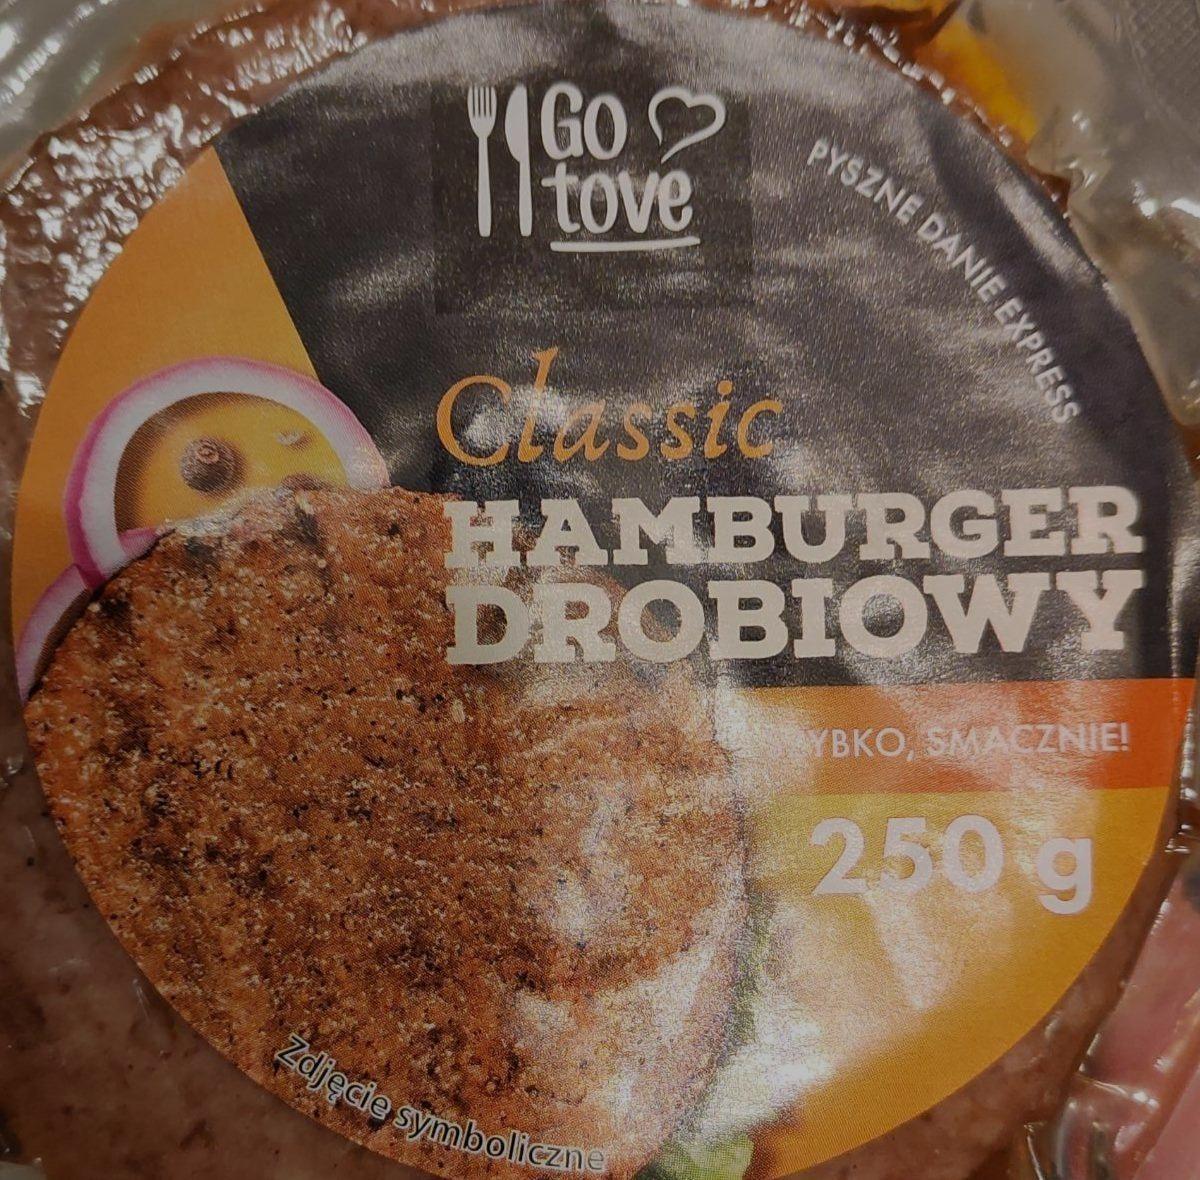 Go
tove
PYSZNE DANIE EXPRESS
Classic
HAMBURGER
DROBIOWY
SMACZNIE!
250 g
Zdjęcie symboliczne